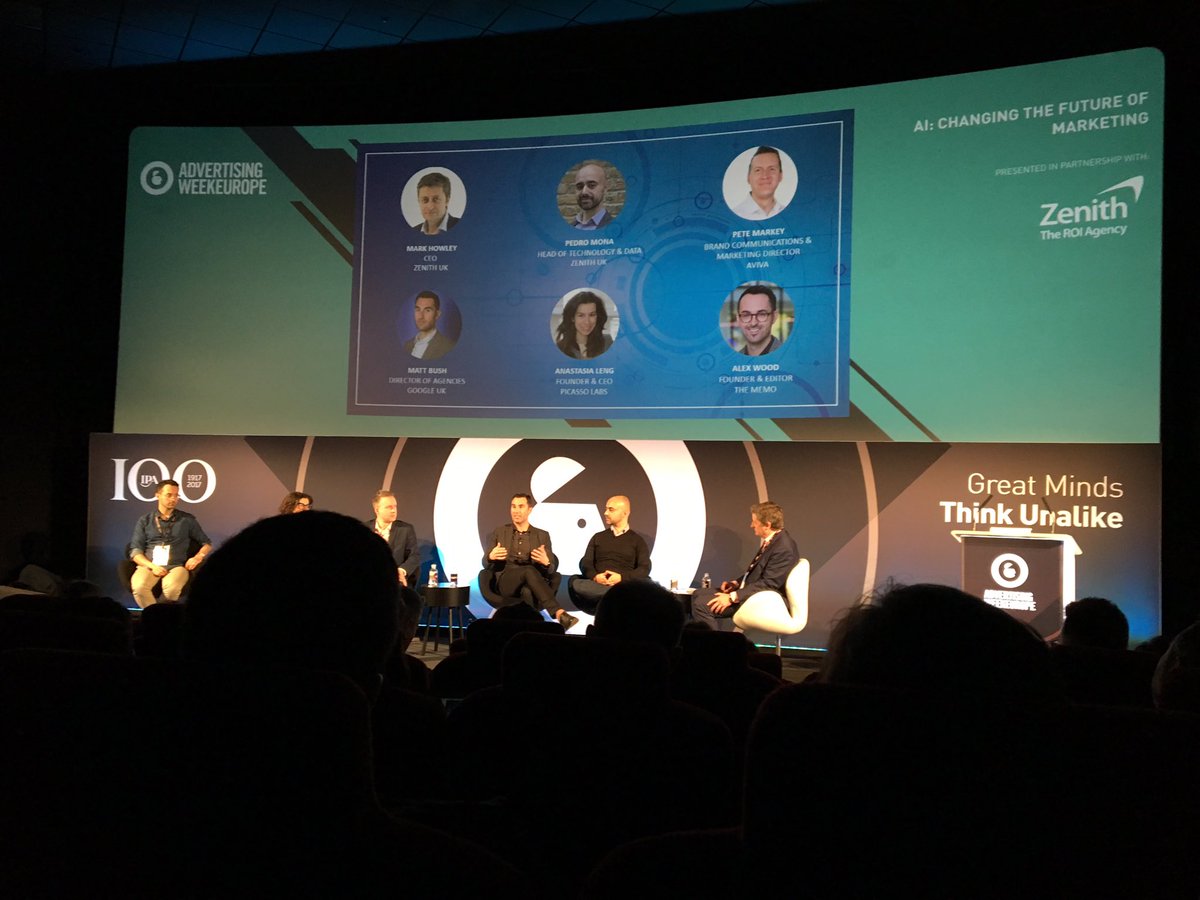 ADVERTISING
WEEKEUROPE
AI: CHANGING THE FUTURE OF
MARKETING
PRESENTED IN PARTNERSHIP WITH:
Zenith
The ROI Agency
MARK HOWLEY
CEO
ZENITH UK
PEDRO MONA
HEAD OF TECHNOLOGY & DATA
ZENITH UK
PETE MARKEY
BRAND COMMUNICATIONS &
MARKETING DIRECTOR
AVIVA
MATT BUSH
DIRECTOR OF AGENCIES
GOOGLE UK
ANASTASIA LENG
FOUNDER & CEO
PICASSO LABS
ALEX WOOD
FOUNDER & EDITOR
THE MEMO
100
IPA
1917
2017
Great Minds
Think Unalike
ADVERTISING
WEEKEUROPE